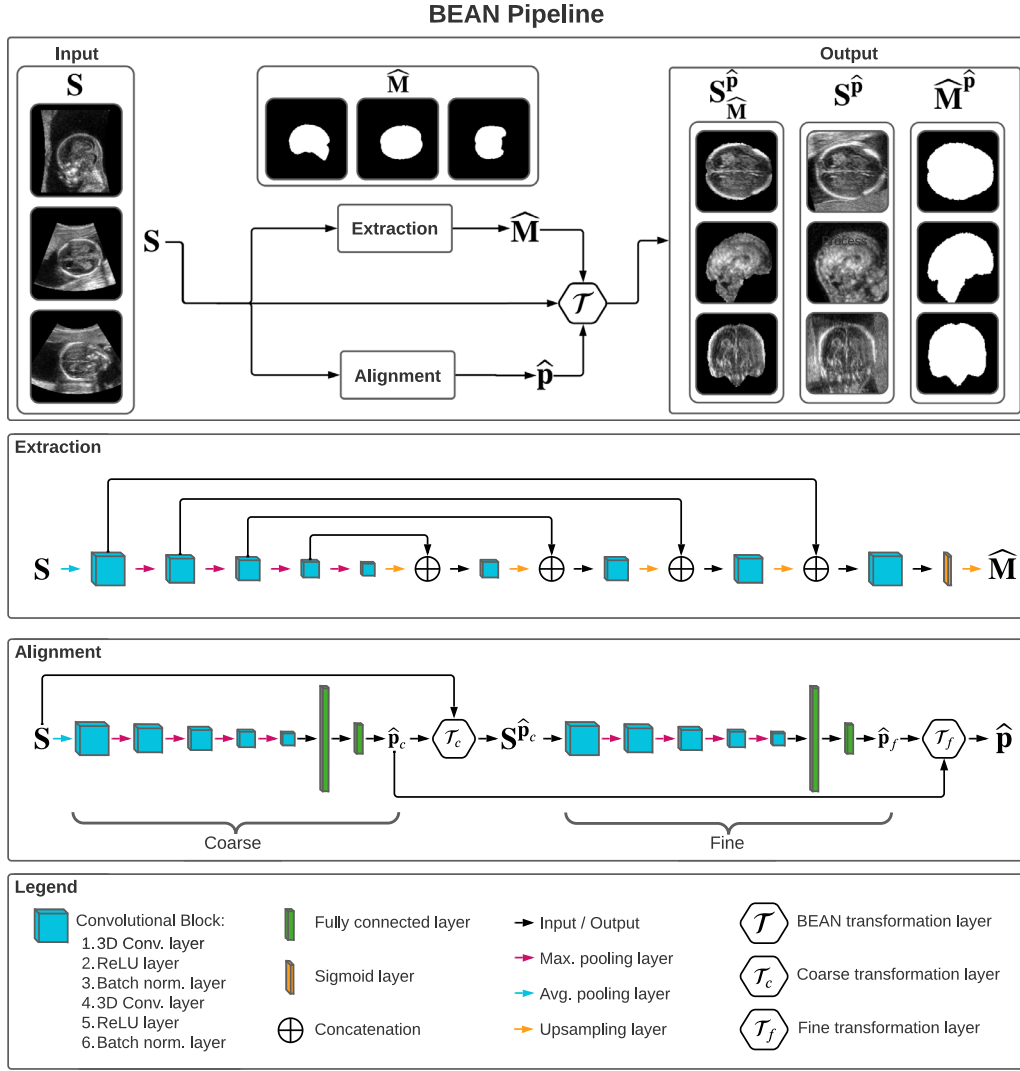 BEAN Pipeline
Input
S
M̂
Output
S^p̂_M̂
S^p̂
M̂^p̂
Process
S
Extraction
M̂
𝒯
Alignment
p̂
Extraction
S
M̂
Alignment
S
p̂_c
𝒯_c
S^p̂_c
p̂_f
𝒯_f
p̂
Coarse
Fine
Legend
Convolutional Block:
1. 3D Conv. layer
2. ReLU layer
3. Batch norm. layer
4. 3D Conv. layer
5. ReLU layer
6. Batch norm. layer
Fully connected layer
Sigmoid layer
Concatenation
Input / Output
Max. pooling layer
Avg. pooling layer
Upsampling layer
𝒯
BEAN transformation layer
𝒯_c
Coarse transformation layer
𝒯_f
Fine transformation layer